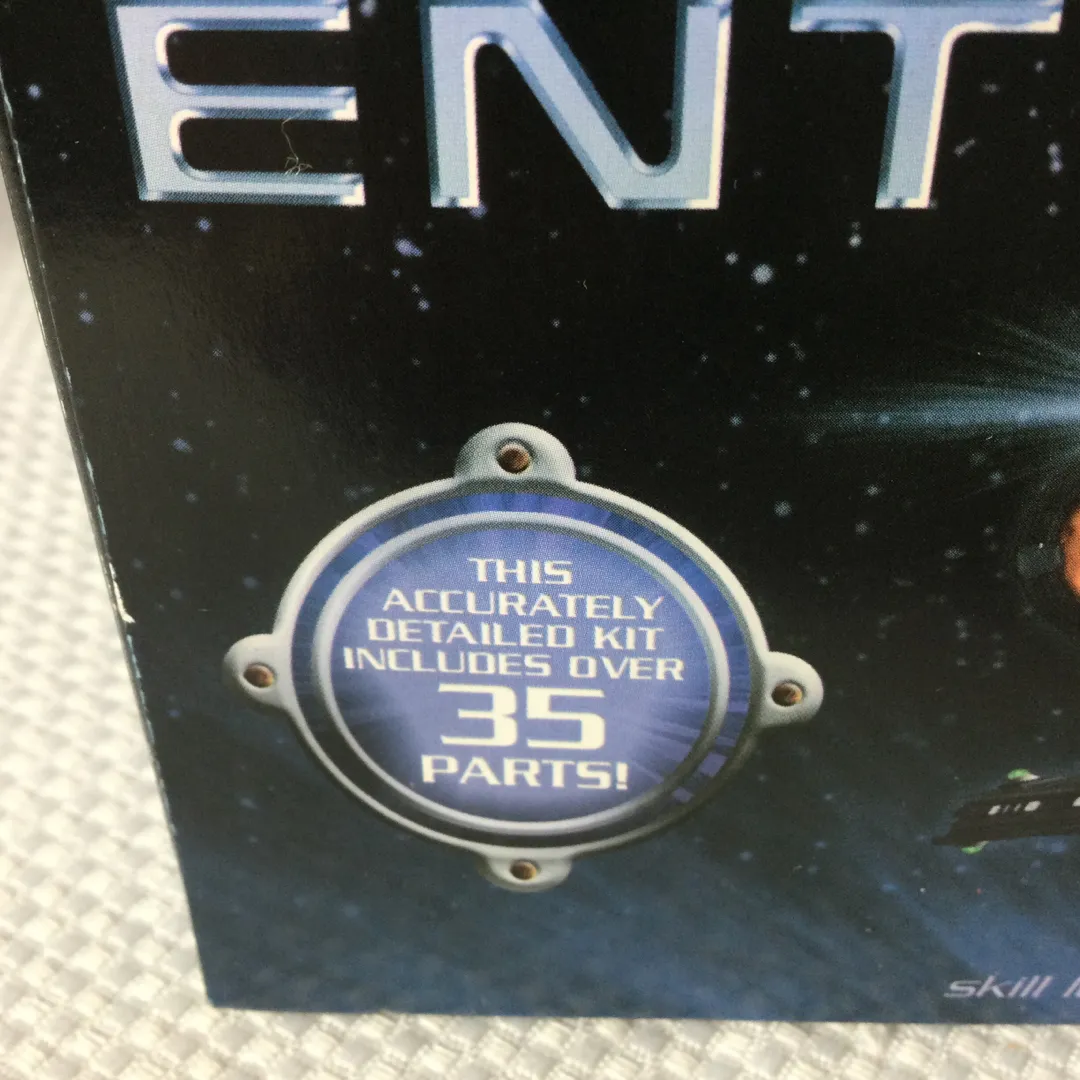 ENT
THIS
ACCURATELY
DETAILED KIT
INCLUDES OVER
35
PARTS!
skill